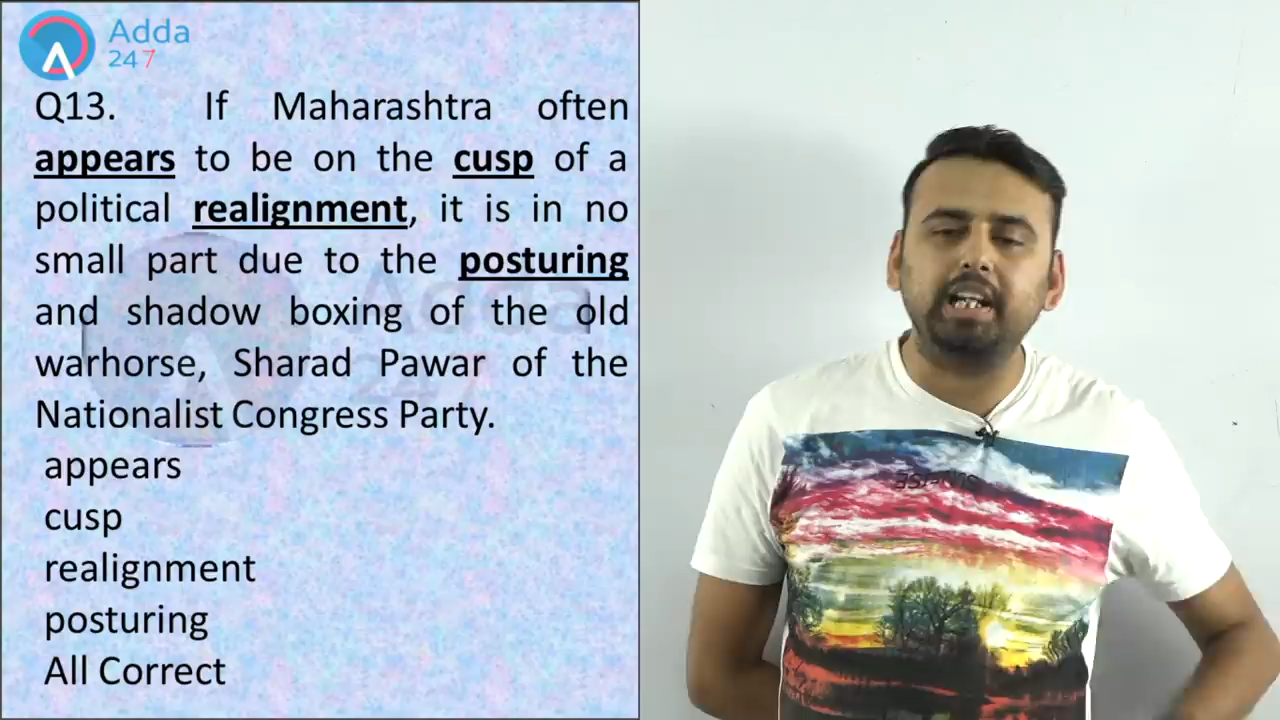 Adda
247
Q13. If Maharashtra often
appears to be on the cusp of a
political realignment, it is in no
small part due to the posturing
and shadow boxing of the old
warhorse, Sharad Pawar of the
Nationalist Congress Party.
appears
cusp
realignment
posturing
All Correct